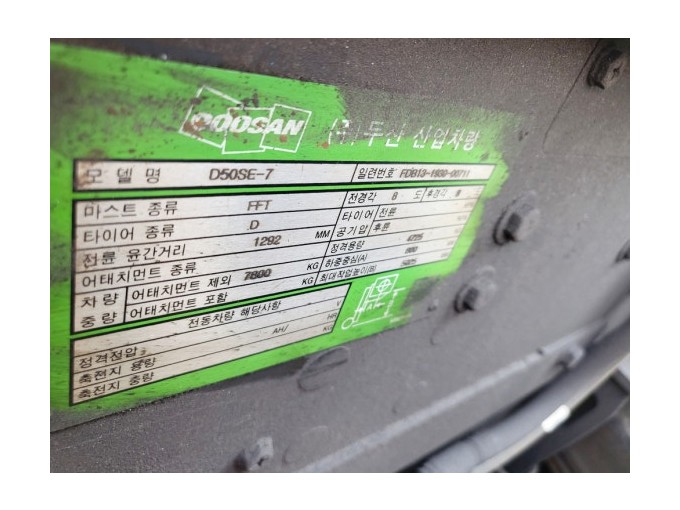 DOOSAN (주) 두산 산업차량
모 델 명 D50SE-7 일련번호 FDB13-1930-00711
마스트 종류 FFT 전경각 8 도 후경각
타이어 종류 D 타이어 전륜
전륜 윤간거리 1292 MM 공기압 후륜
어태치먼트 종류 정격용량 4225
차 량 어태치먼트 제외 7890 KG 하중중심(A) 600
중 량 어태치먼트 포함 KG 최대작업높이(B)
전동차량 해당사항
정격전압 V
축전지 용량 AH/ HR
축전지 중량 KG